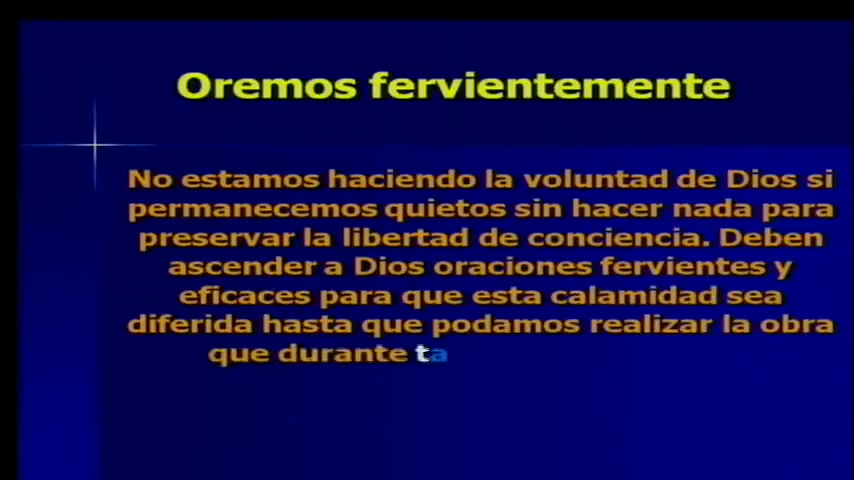 Oremos fervientemente
No estamos haciendo la voluntad de Dios si
permanecemos quietos sin hacer nada para
preservar la libertad de conciencia. Deben
ascender a Dios oraciones fervientes y
eficaces para que esta calamidad sea
diferida hasta que podamos realizar la obra
que durante ta